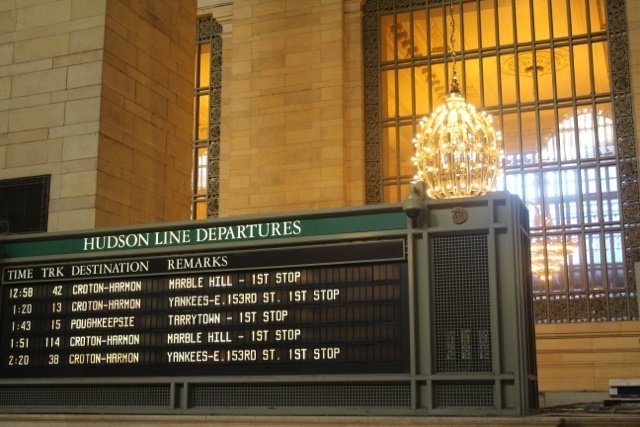 HUDSON LINE DEPARTURES
TIME TRK DESTINATION REMARKS
12:58 42 CROTON-HARMON MARBLE HILL - 1ST STOP
1:20 13 CROTON-HARMON YANKEES-E.153RD ST. 1ST STOP
1:43 15 POUGHKEEPSIE TARRYTOWN - 1ST STOP
1:51 114 CROTON-HARMON MARBLE HILL - 1ST STOP
2:20 38 CROTON-HARMON YANKEES-E.153RD ST. 1ST STOP